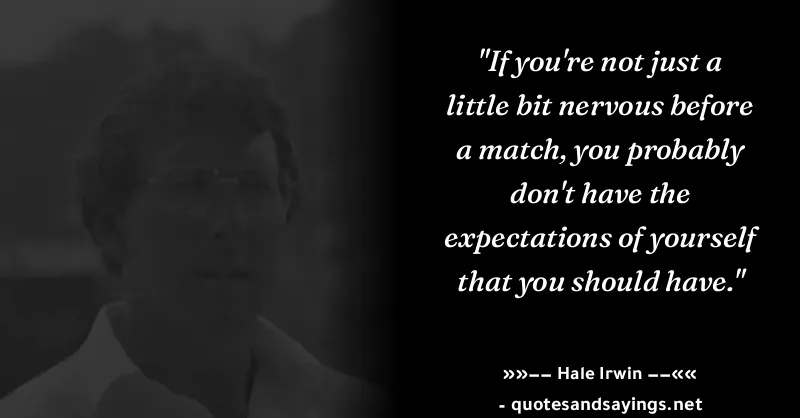 "If you're not just a
little bit nervous before
a match, you probably
don't have the
expectations of yourself
that you should have."
»»—— Hale Irwin ——««
- quotesandsayings.net